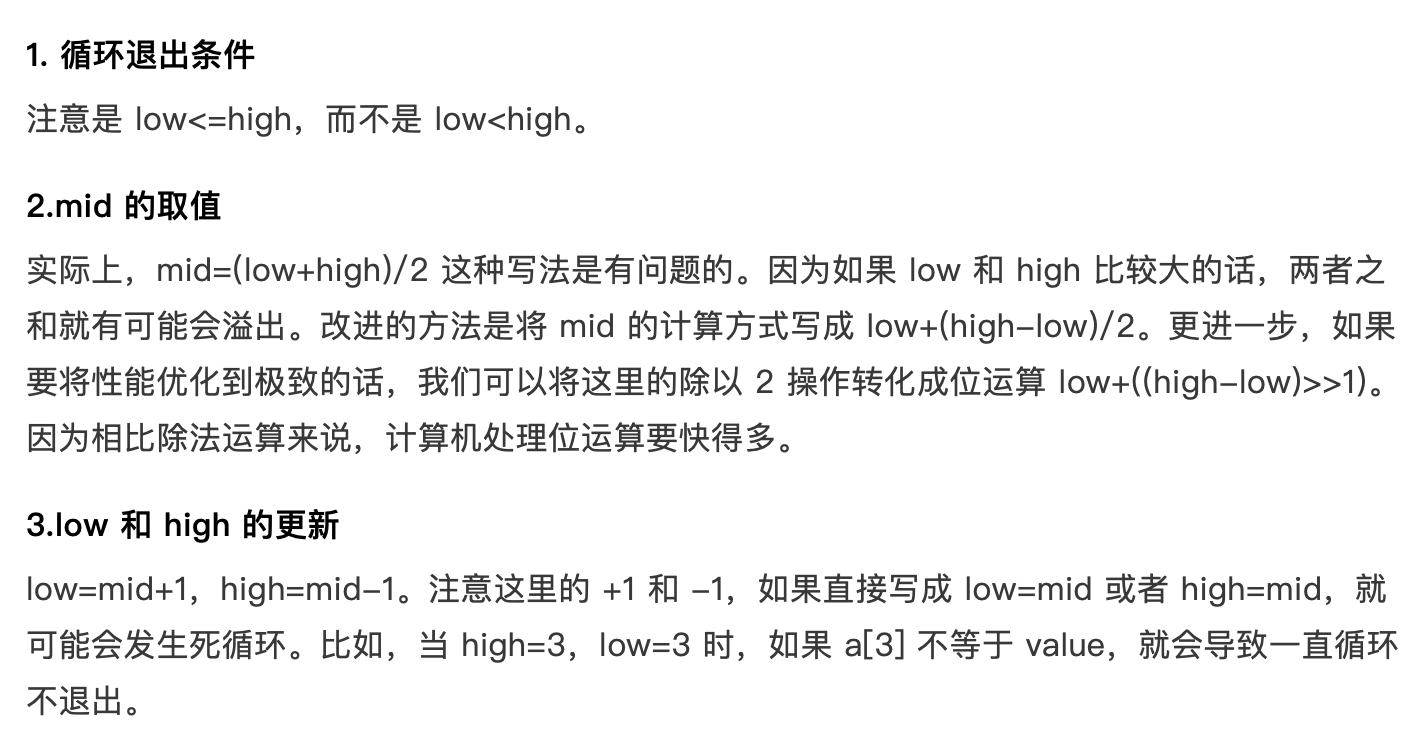 1. 循环退出条件
注意是 low<=high，而不是 low<high。
2.mid 的取值
实际上，mid=(low+high)/2 这种写法是有问题的。因为如果 low 和 high 比较大的话，两者之
和就有可能会溢出。改进的方法是将 mid 的计算方式写成 low+(high-low)/2。更进一步，如果
要将性能优化到极致的话，我们可以将这里的除以 2 操作转化成位运算 low+((high-low)>>1)。
因为相比除法运算来说，计算机处理位运算要快得多。
3.low 和 high 的更新
low=mid+1，high=mid-1。注意这里的 +1 和 -1，如果直接写成 low=mid 或者 high=mid，就
可能会发生死循环。比如，当 high=3，low=3 时，如果 a[3] 不等于 value，就会导致一直循环
不退出。